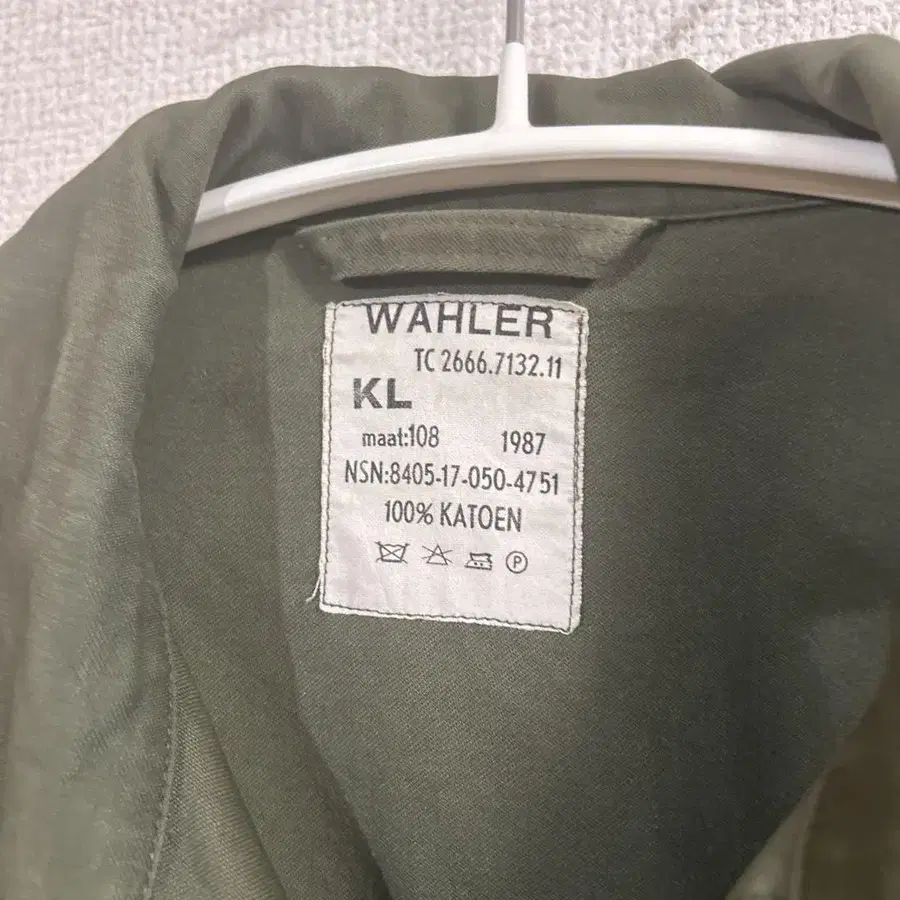 WAHLER
TC 2666.7132.11
KL
maat:108 1987
NSN:8405-17-050-4751
100% KATOEN
P